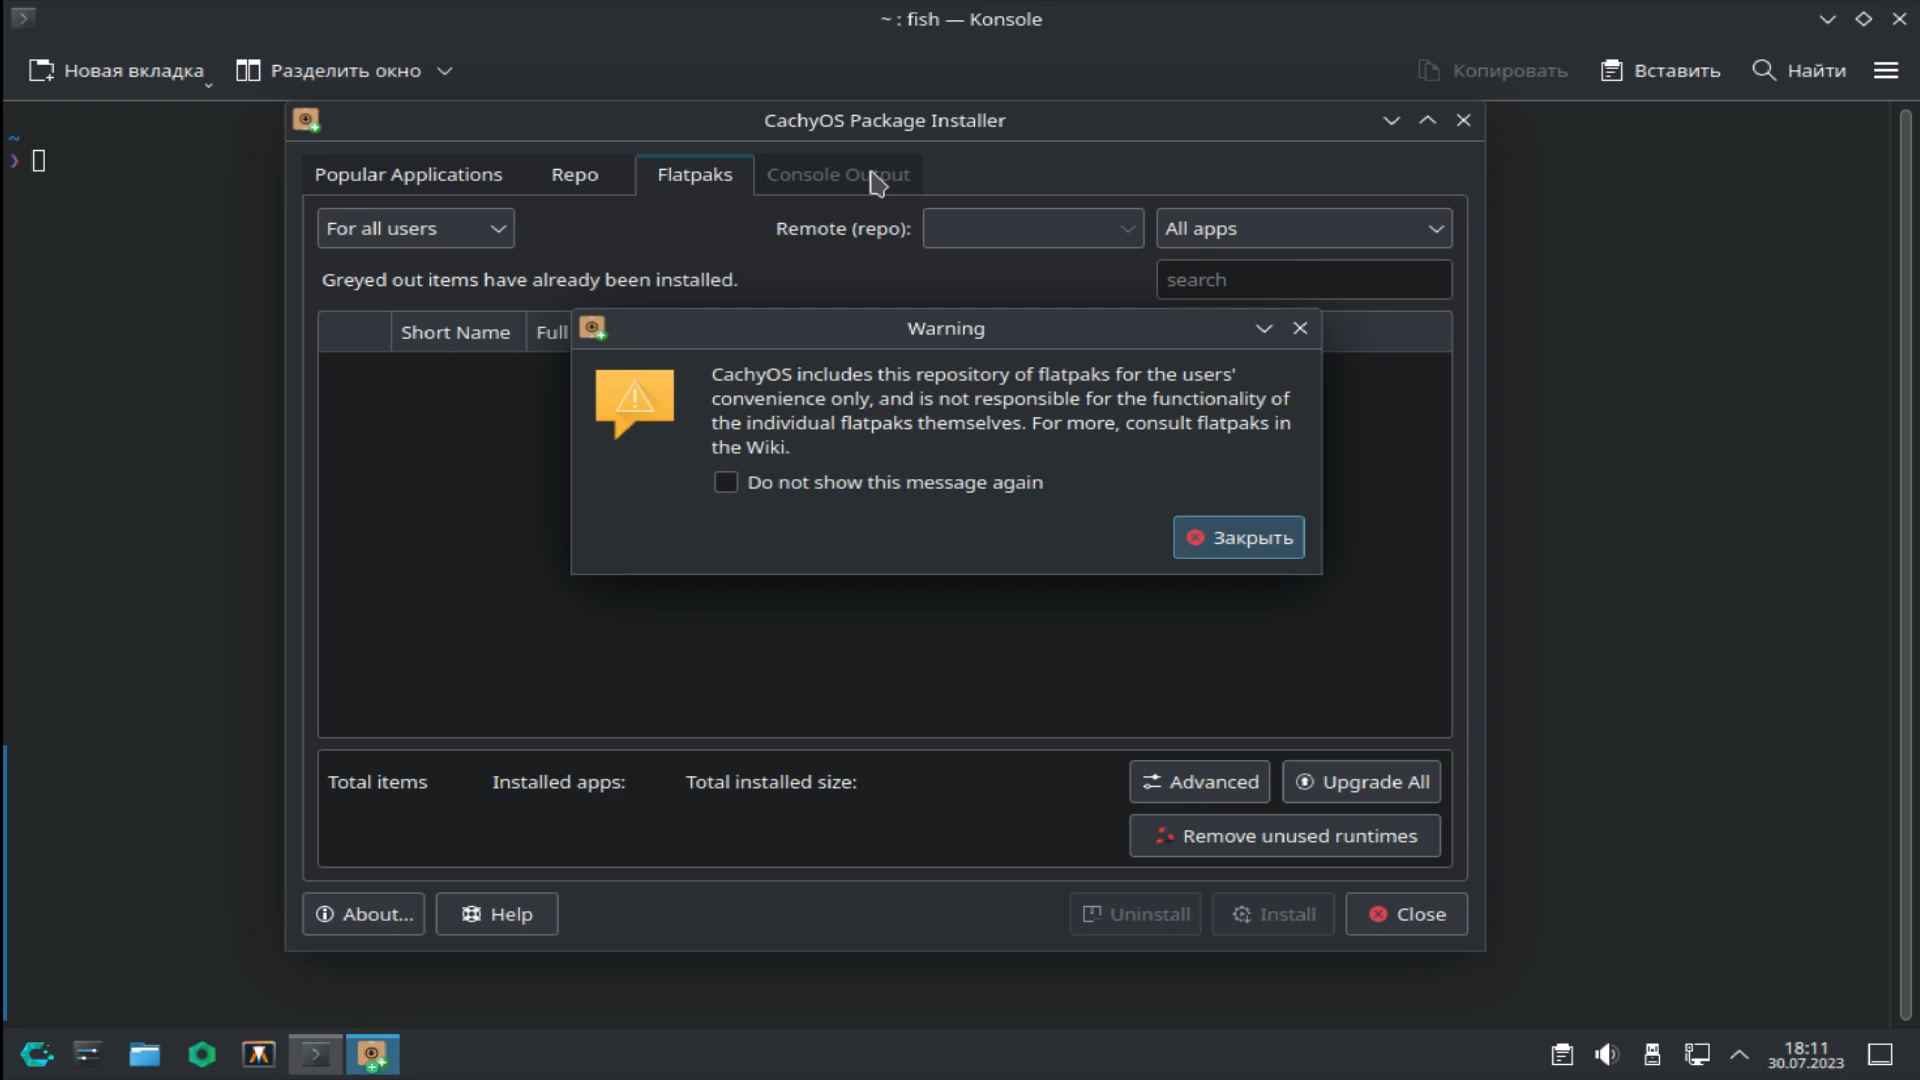 ~ : fish — Konsole
Новая вкладка
Разделить окно
Копировать
Вставить
Найти
CachyOS Package Installer
~
❯
Popular Applications
Repo
Flatpaks
Console Output
For all users
Remote (repo):
All apps
Greyed out items have already been installed.
search
Short Name
Full
Warning
CachyOS includes this repository of flatpaks for the users'
convenience only, and is not responsible for the functionality of
the individual flatpaks themselves. For more, consult flatpaks in
the Wiki.
Do not show this message again
Закрыть
Total items
Installed apps:
Total installed size:
Advanced
Upgrade All
Remove unused runtimes
About...
Help
Uninstall
Install
Close
18:11
30.07.2023